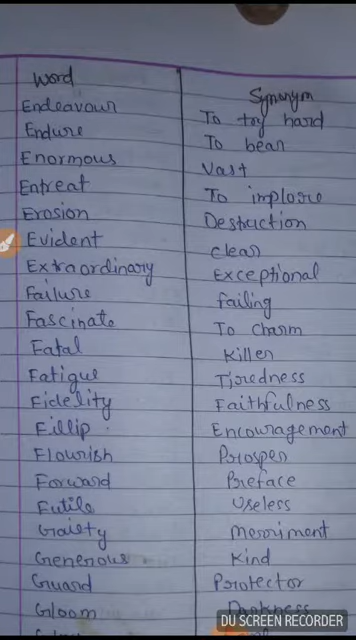 Word Synonym
Endeavour To try hard
Endure To bear
Enormous Vast
Entreat To implore
Erosion Destruction
Evident Clear
Extraordinary Exceptional
Failure Failing
Fascinate To charm
Fatal Killer
Fatigue Tiredness
Fidelity Faithfulness
Fillip Encouragement
Flourish Prosper
Forward Preface
Futile Useless
Gaiety Merriment
Generous Kind
Guard Protector
Gloom Darkness
DU SCREEN RECORDER